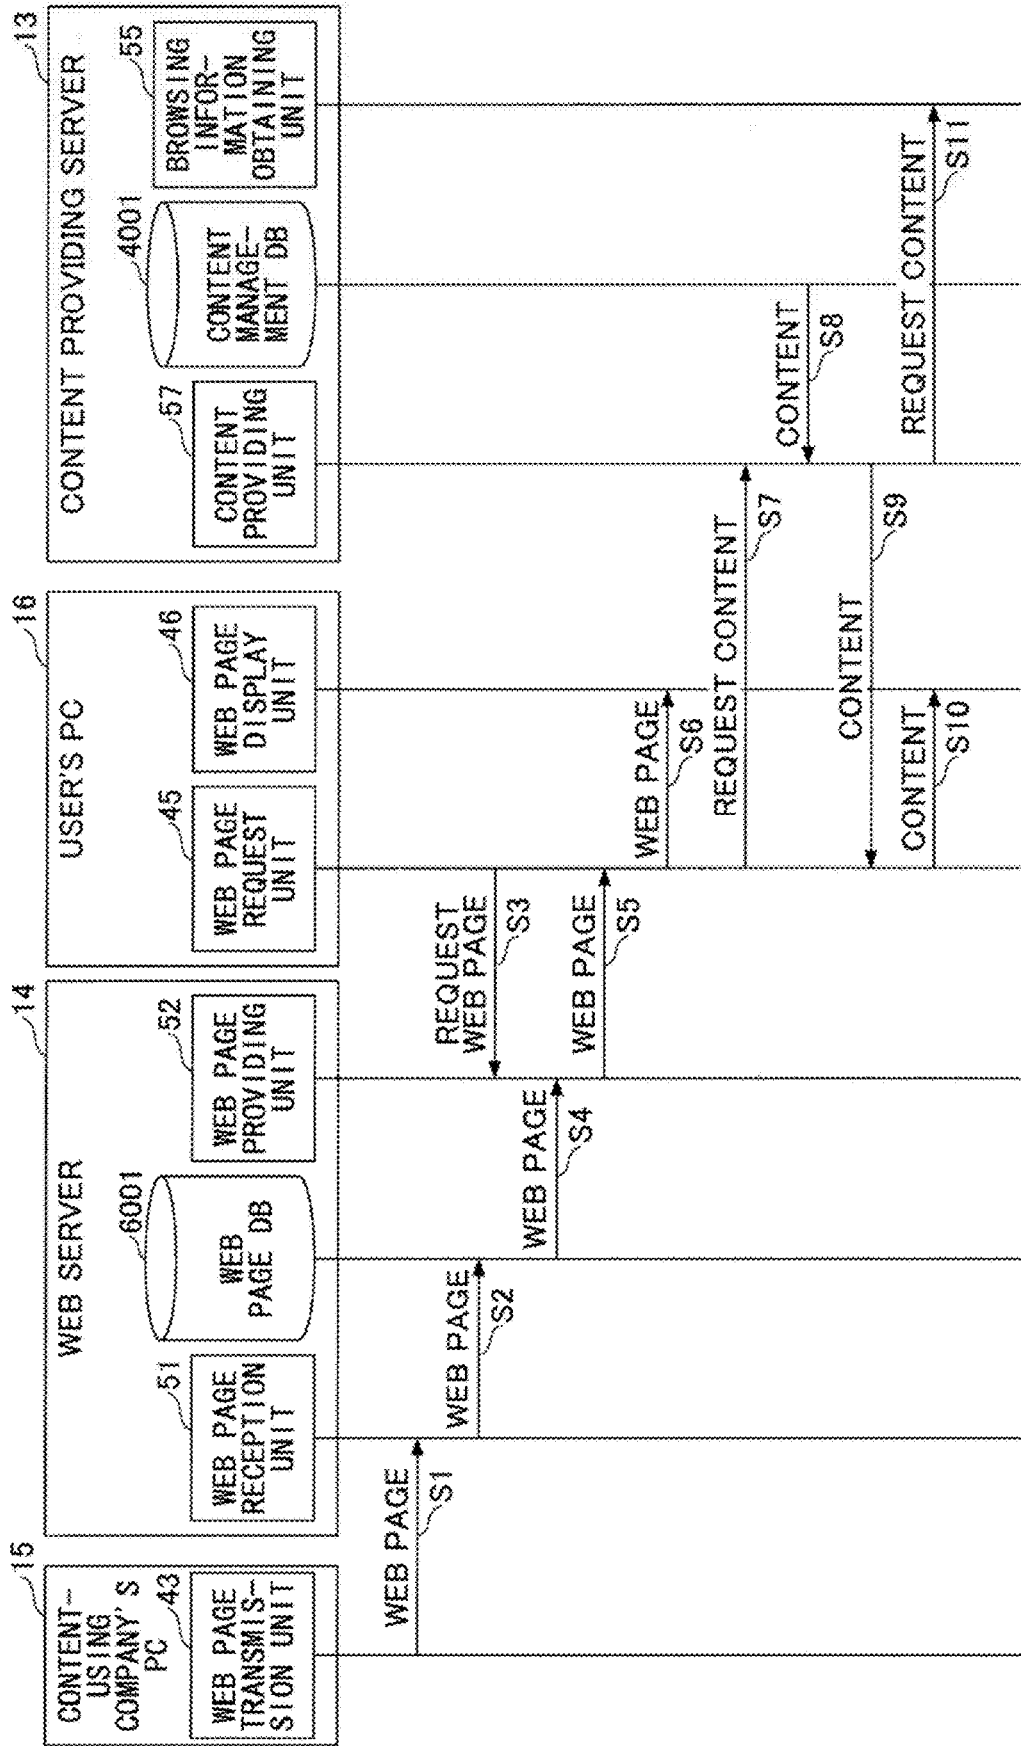 15
CONTENT-
USING
COMPANY'S
PC
43
WEB PAGE
TRANSMIS-
SION UNIT
14
WEB SERVER
51
WEB PAGE
RECEPTION
UNIT
6001
WEB
PAGE DB
52
WEB PAGE
PROVIDING
UNIT
16
USER'S PC
45
WEB PAGE
REQUEST
UNIT
46
WEB PAGE
DISPLAY
UNIT
13
CONTENT PROVIDING SERVER
57
CONTENT
PROVIDING
UNIT
4001
CONTENT
MANAGE-
MENT DB
55
BROWSING
INFOR-
MATION
OBTAINING
UNIT
WEB PAGE
S1
WEB PAGE
S2
REQUEST
WEB PAGE
S3
WEB PAGE
S4
WEB PAGE
S5
WEB PAGE
S6
REQUEST CONTENT
S7
CONTENT
S8
CONTENT
S9
CONTENT
S10
REQUEST CONTENT
S11